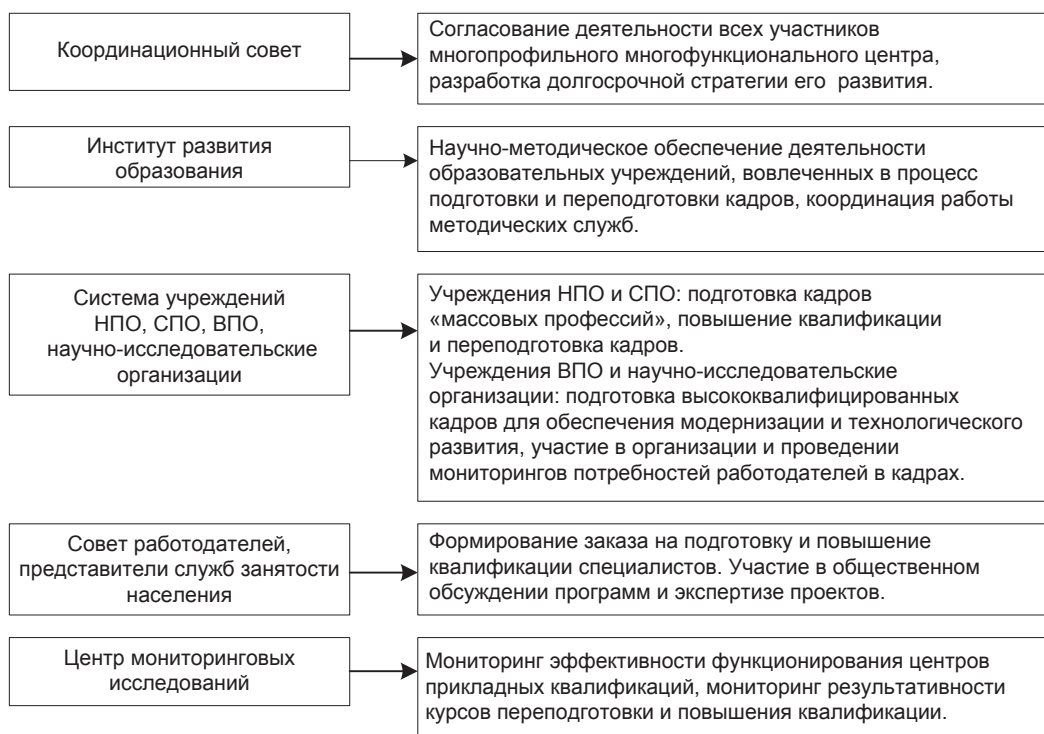 Координационный совет
Согласование деятельности всех участников
многопрофильного многофункционального центра,
разработка долгосрочной стратегии его развития.
Институт развития
образования
Научно-методическое обеспечение деятельности
образовательных учреждений, вовлеченных в процесс
подготовки и переподготовки кадров, координация работы
методических служб.
Система учреждений
НПО, СПО, ВПО,
научно-исследовательские
организации
Учреждения НПО и СПО: подготовка кадров
«массовых профессий», повышение квалификации
и переподготовка кадров.
Учреждения ВПО и научно-исследовательские
организации: подготовка высококвалифицированных
кадров для обеспечения модернизации и технологического
развития, участие в организации и проведении
мониторингов потребностей работодателей в кадрах.
Совет работодателей,
представители служб занятости
населения
Формирование заказа на подготовку и повышение
квалификации специалистов. Участие в общественном
обсуждении программ и экспертизе проектов.
Центр мониторинговых
исследований
Мониторинг эффективности функционирования центров
прикладных квалификаций, мониторинг результативности
курсов переподготовки и повышения квалификации.